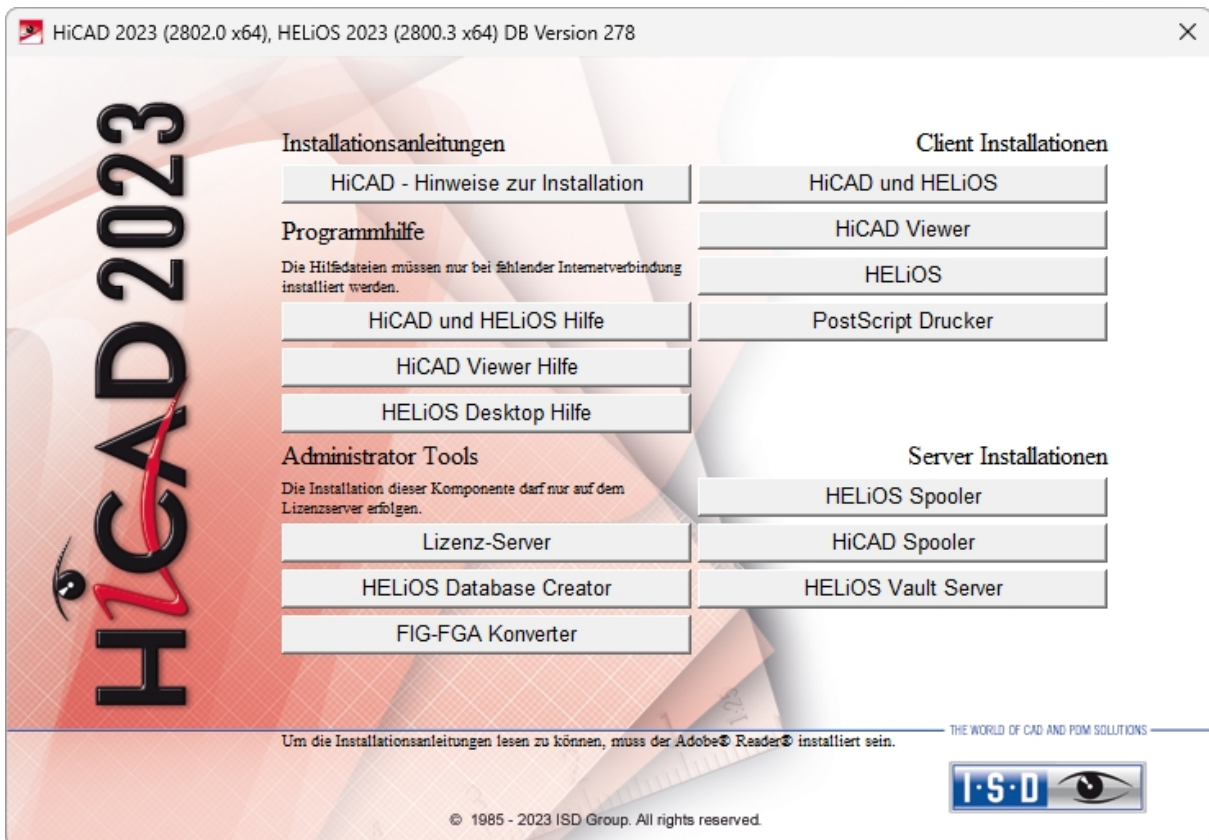 HiCAD 2023 (2802.0 x64), HELiOS 2023 (2800.3 x64) DB Version 278
HiCAD 2023
Installationsanleitungen
HiCAD - Hinweise zur Installation
Programmhilfe
Die Hilfedateien müssen nur bei fehlender Internetverbindung
installiert werden.
HiCAD und HELiOS Hilfe
HiCAD Viewer Hilfe
HELiOS Desktop Hilfe
Administrator Tools
Die Installation dieser Komponente darf nur auf dem
Lizenzserver erfolgen.
Lizenz-Server
HELiOS Database Creator
FIG-FGA Konverter
Client Installationen
HiCAD und HELiOS
HiCAD Viewer
HELiOS
PostScript Drucker
Server Installationen
HELiOS Spooler
HiCAD Spooler
HELiOS Vault Server
1:25
Um die Installationsanleitungen lesen zu können, muss der Adobe® Reader® installiert sein.
THE WORLD OF CAD AND PDM SOLUTIONS
I·S·D
© 1985 - 2023 ISD Group. All rights reserved.